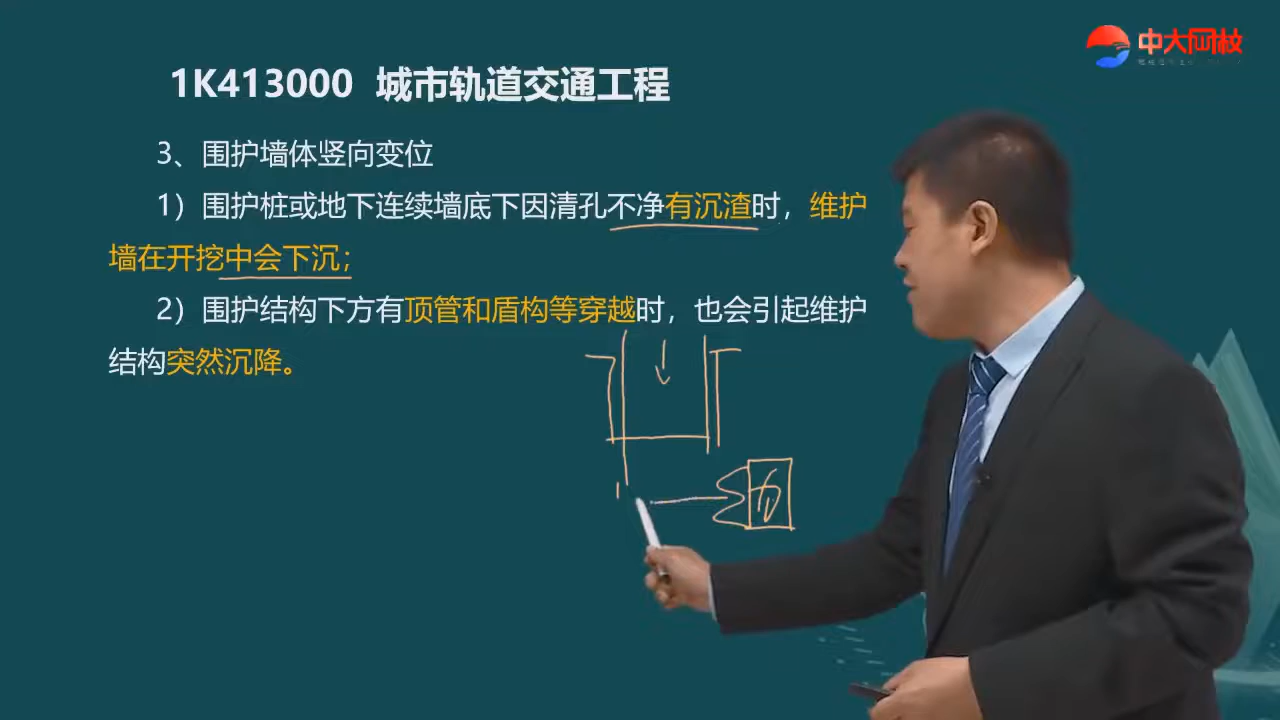 中大网校
1K413000 城市轨道交通工程
3、围护墙体竖向变位
1）围护桩或地下连续墙底下因清孔不净有沉渣时，维护
墙在开挖中会下沉；
2）围护结构下方有顶管和盾构等穿越时，也会引起维护
结构突然沉降。